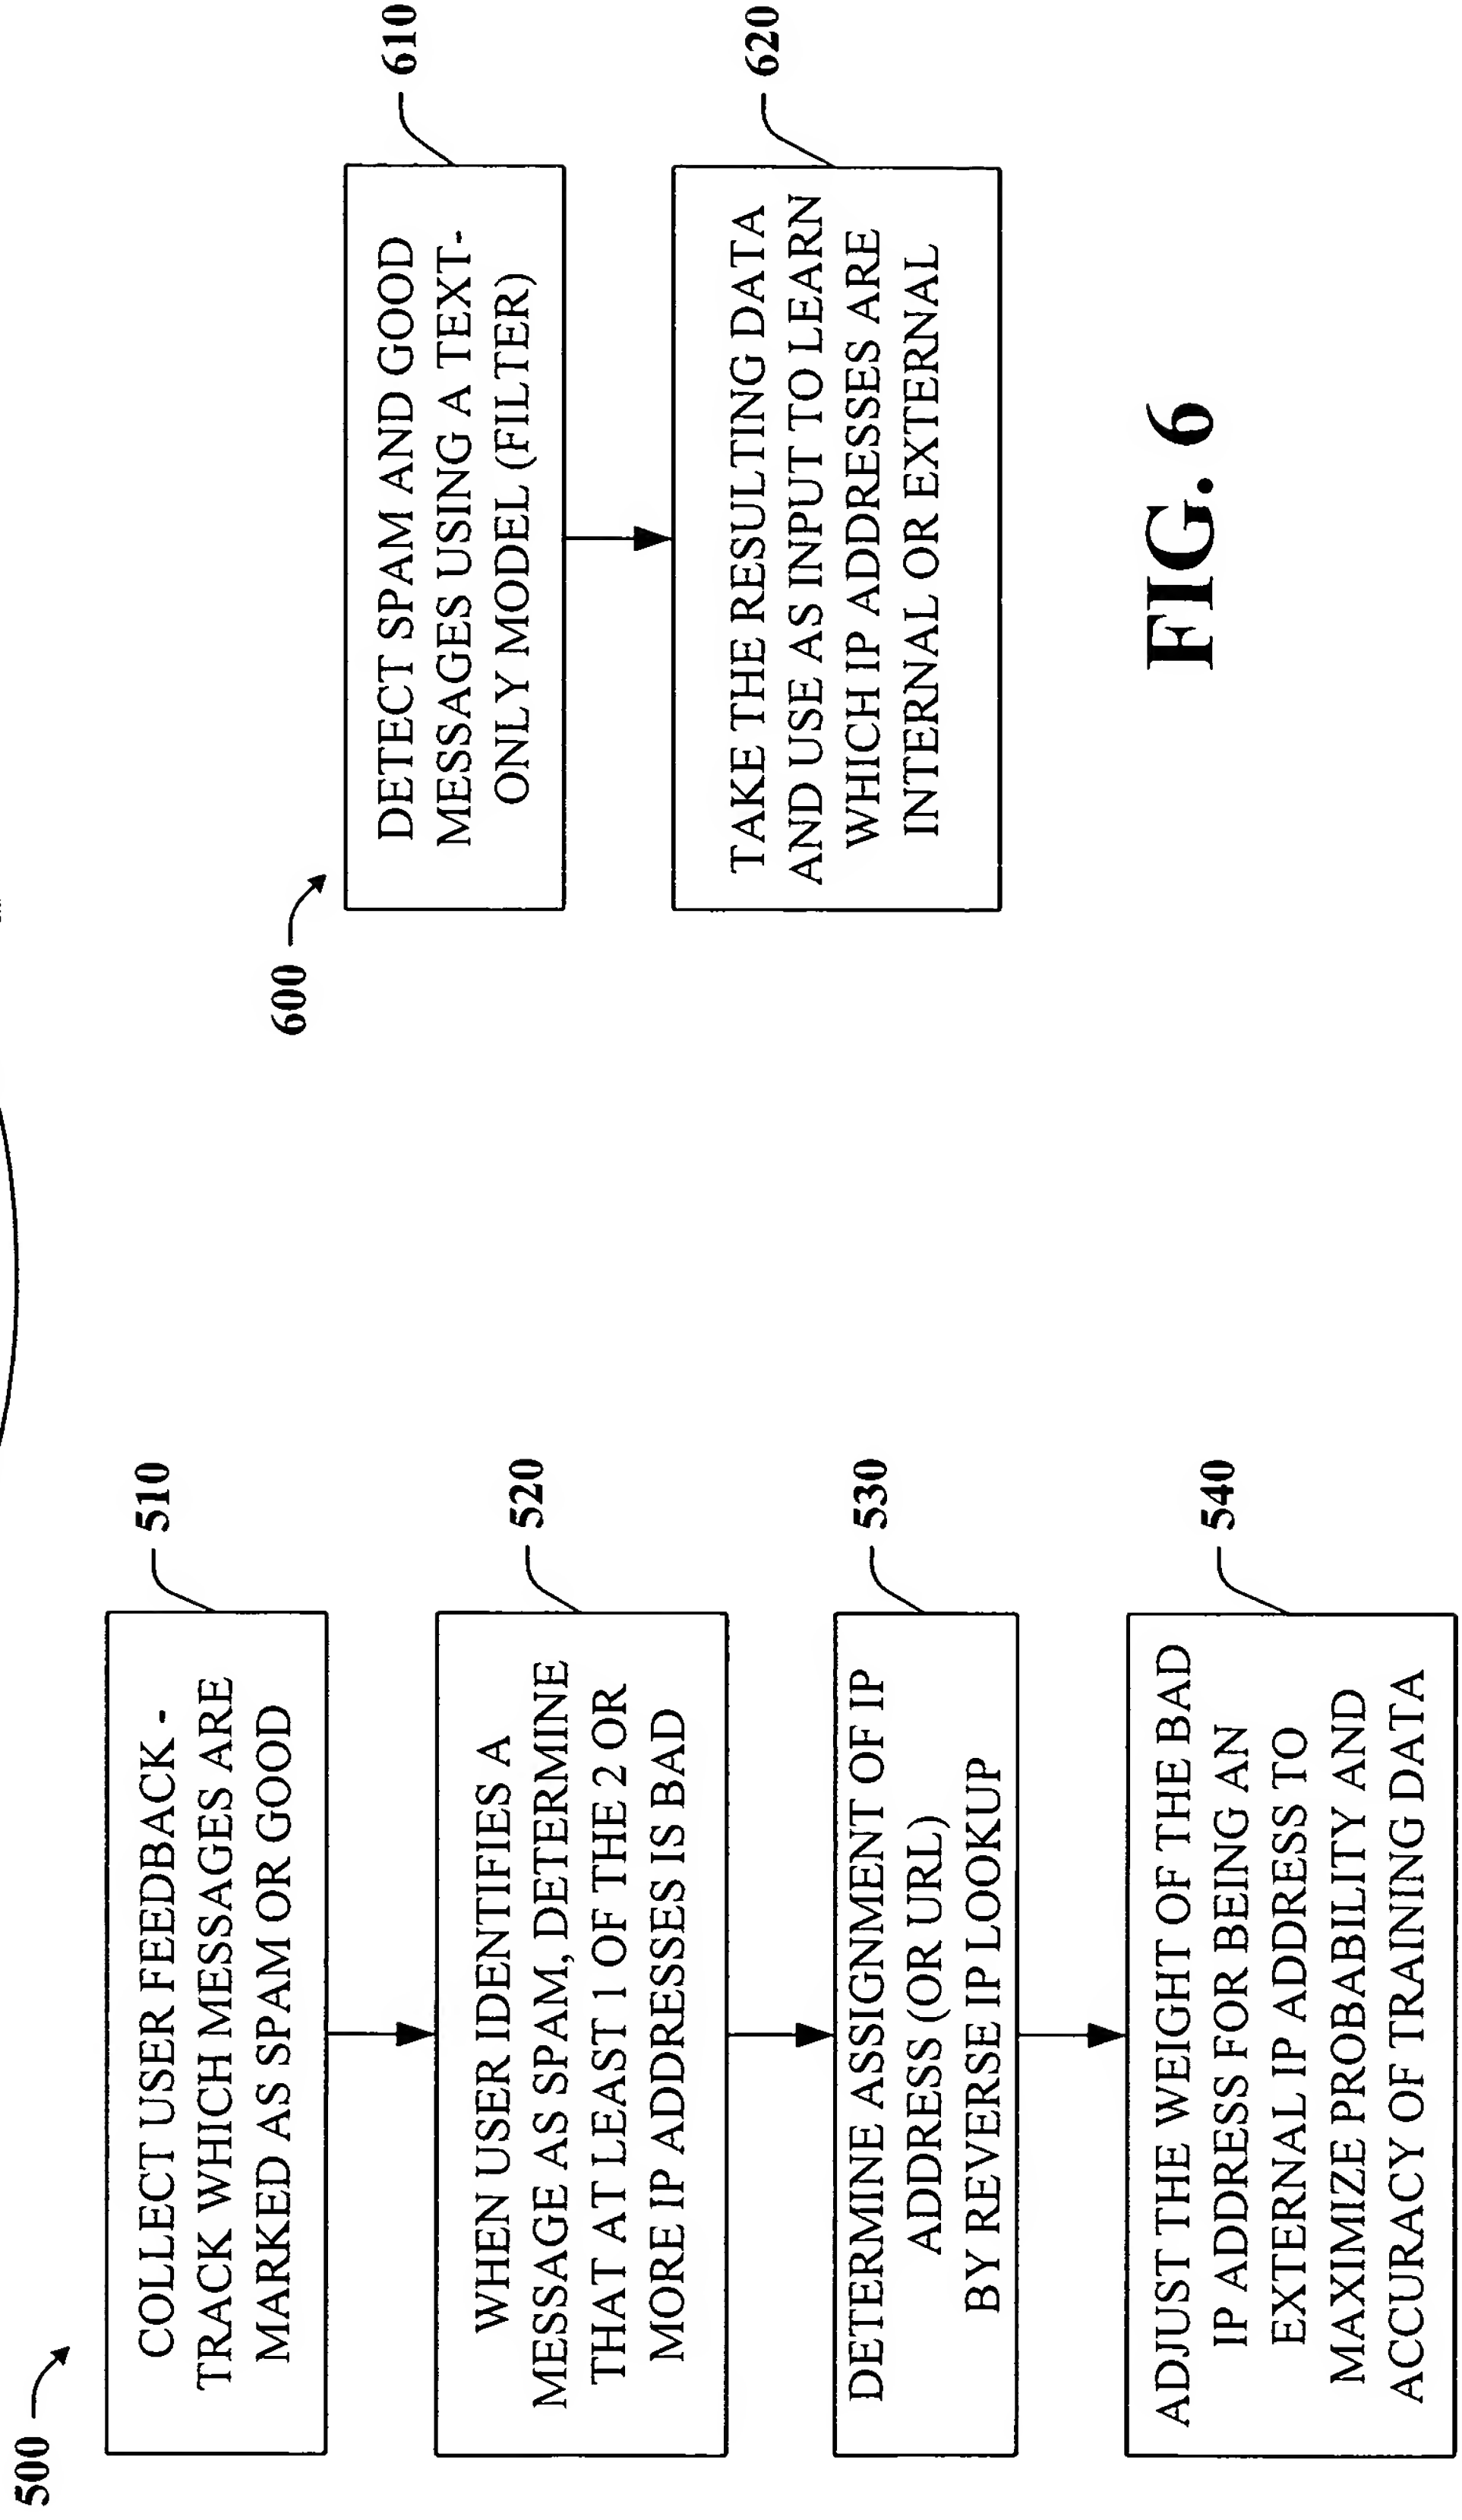 500
COLLECT USER FEEDBACK -
TRACK WHICH MESSAGES ARE
MARKED AS SPAM OR GOOD
510
WHEN USER IDENTIFIES A
MESSAGE AS SPAM, DETERMINE
THAT AT LEAST 1 OF THE 2 OR
MORE IP ADDRESSES IS BAD
520
DETERMINE ASSIGNMENT OF IP
ADDRESS (OR URL)
BY REVERSE IP LOOKUP
530
ADJUST THE WEIGHT OF THE BAD
IP ADDRESS FOR BEING AN
EXTERNAL IP ADDRESS TO
MAXIMIZE PROBABILITY AND
ACCURACY OF TRAINING DATA
540
600
DETECT SPAM AND GOOD
MESSAGES USING A TEXT-
ONLY MODEL (FILTER)
610
TAKE THE RESULTING DATA
AND USE AS INPUT TO LEARN
WHICH IP ADDRESSES ARE
INTERNAL OR EXTERNAL
620
FIG. 6